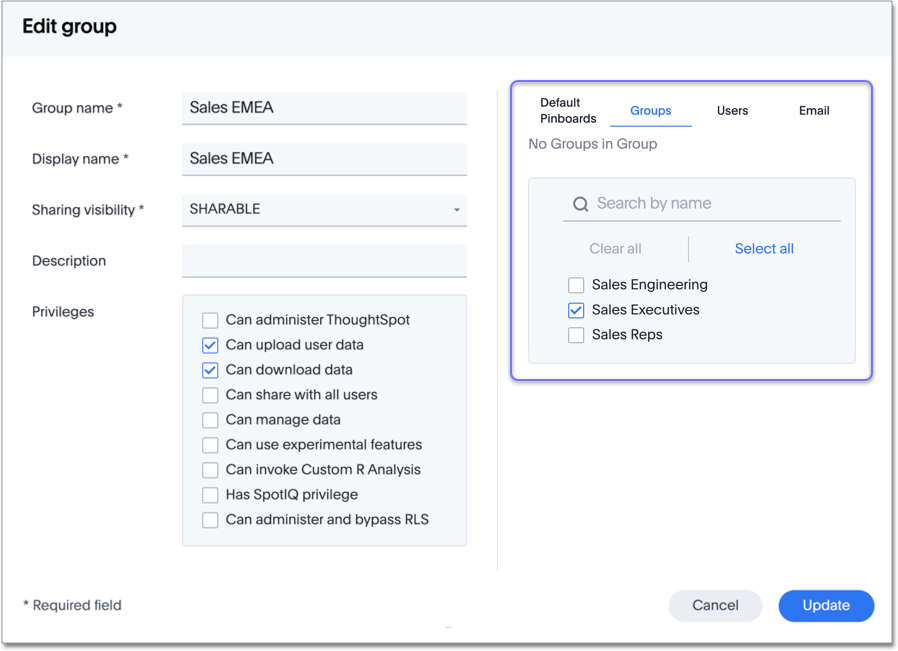 Edit group
Group name *
Sales EMEA
Display name *
Sales EMEA
Sharing visibility *
SHARABLE
Description
Privileges
Can administer ThoughtSpot
Can upload user data
Can download data
Can share with all users
Can manage data
Can use experimental features
Can invoke Custom R Analysis
Has SpotIQ privilege
Can administer and bypass RLS
Default
Pinboards
Groups
Users
Email
No Groups in Group
Search by name
Clear all
Select all
Sales Engineering
Sales Executives
Sales Reps
* Required field
Cancel
Update